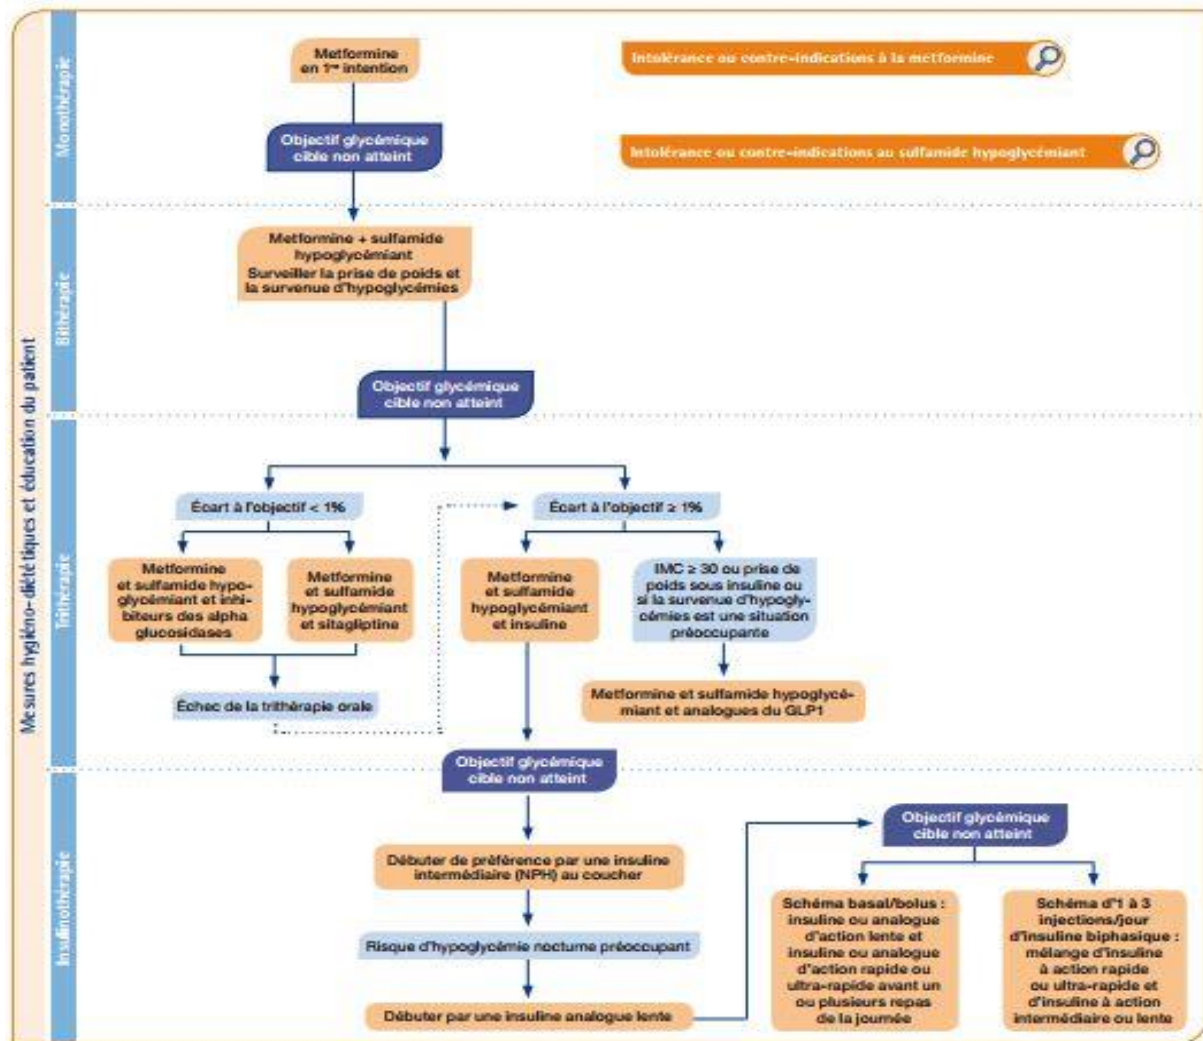 Mesures hygiéno-diététiques et éducation du patient
Monothérapie
Metformine
en 1re intention
Intolérance ou contre-indications à la metformine
Objectif glycémique
cible non atteint
Intolérance ou contre-indications au sulfamide hypoglycémiant
Bithérapie
Metformine + sulfamide
hypoglycémiant
Surveiller la prise de poids et
la survenue d'hypoglycémies
Objectif glycémique
cible non atteint
Trithérapie
Écart à l'objectif < 1%
Écart à l'objectif ≥ 1%
Metformine
et sulfamide hypo-
glycémiant et inhi-
biteurs des alpha
glucosidases
Metformine
et sulfamide
hypoglycémiant
et sitagliptine
Metformine
et sulfamide
hypoglycémiant
et insuline
IMC ≥ 30 ou prise de
poids sous insuline ou
si la survenue d'hypogly-
cémies est une situation
préoccupante
Échec de la trithérapie orale
Metformine et sulfamide hypoglycé-
miant et analogues du GLP1
Insulinothérapie
Objectif glycémique
cible non atteint
Débuter de préférence par une insuline
intermédiaire (NPH) au coucher
Risque d'hypoglycémie nocturne préoccupant
Débuter par une insuline analogue lente
Objectif glycémique
cible non atteint
Schéma basal/bolus :
insuline ou analogue
d'action lente et
insuline ou analogue
d'action rapide ou
ultra-rapide avant un
ou plusieurs repas
de la journée
Schéma d'1 à 3
injections/jour
d'insuline biphasique :
mélange d'insuline
à action rapide
ou ultra-rapide et
d'insuline à action
intermédiaire ou lente